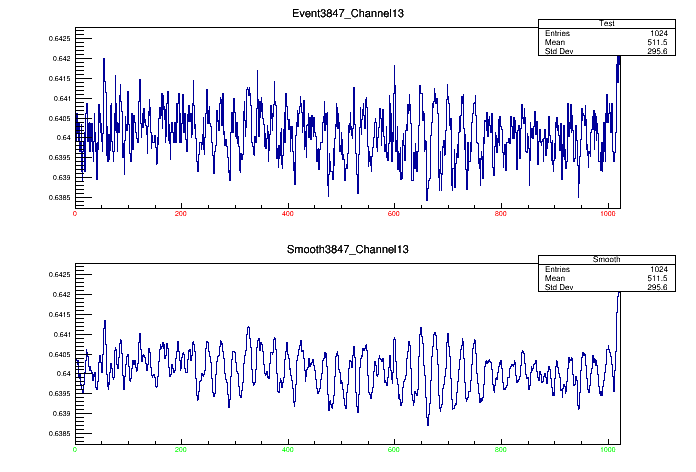 Event3847_Channel13
Test
Entries 1024
Mean 511.5
Std Dev 295.6
0.6425
0.642
0.6415
0.641
0.6405
0.64
0.6395
0.639
0.6385
0 200 400 600 800 1000
Smooth3847_Channel13
Smooth
Entries 1024
Mean 511.5
Std Dev 295.6
0.6425
0.642
0.6415
0.641
0.6405
0.64
0.6395
0.639
0.6385
0 200 400 600 800 1000